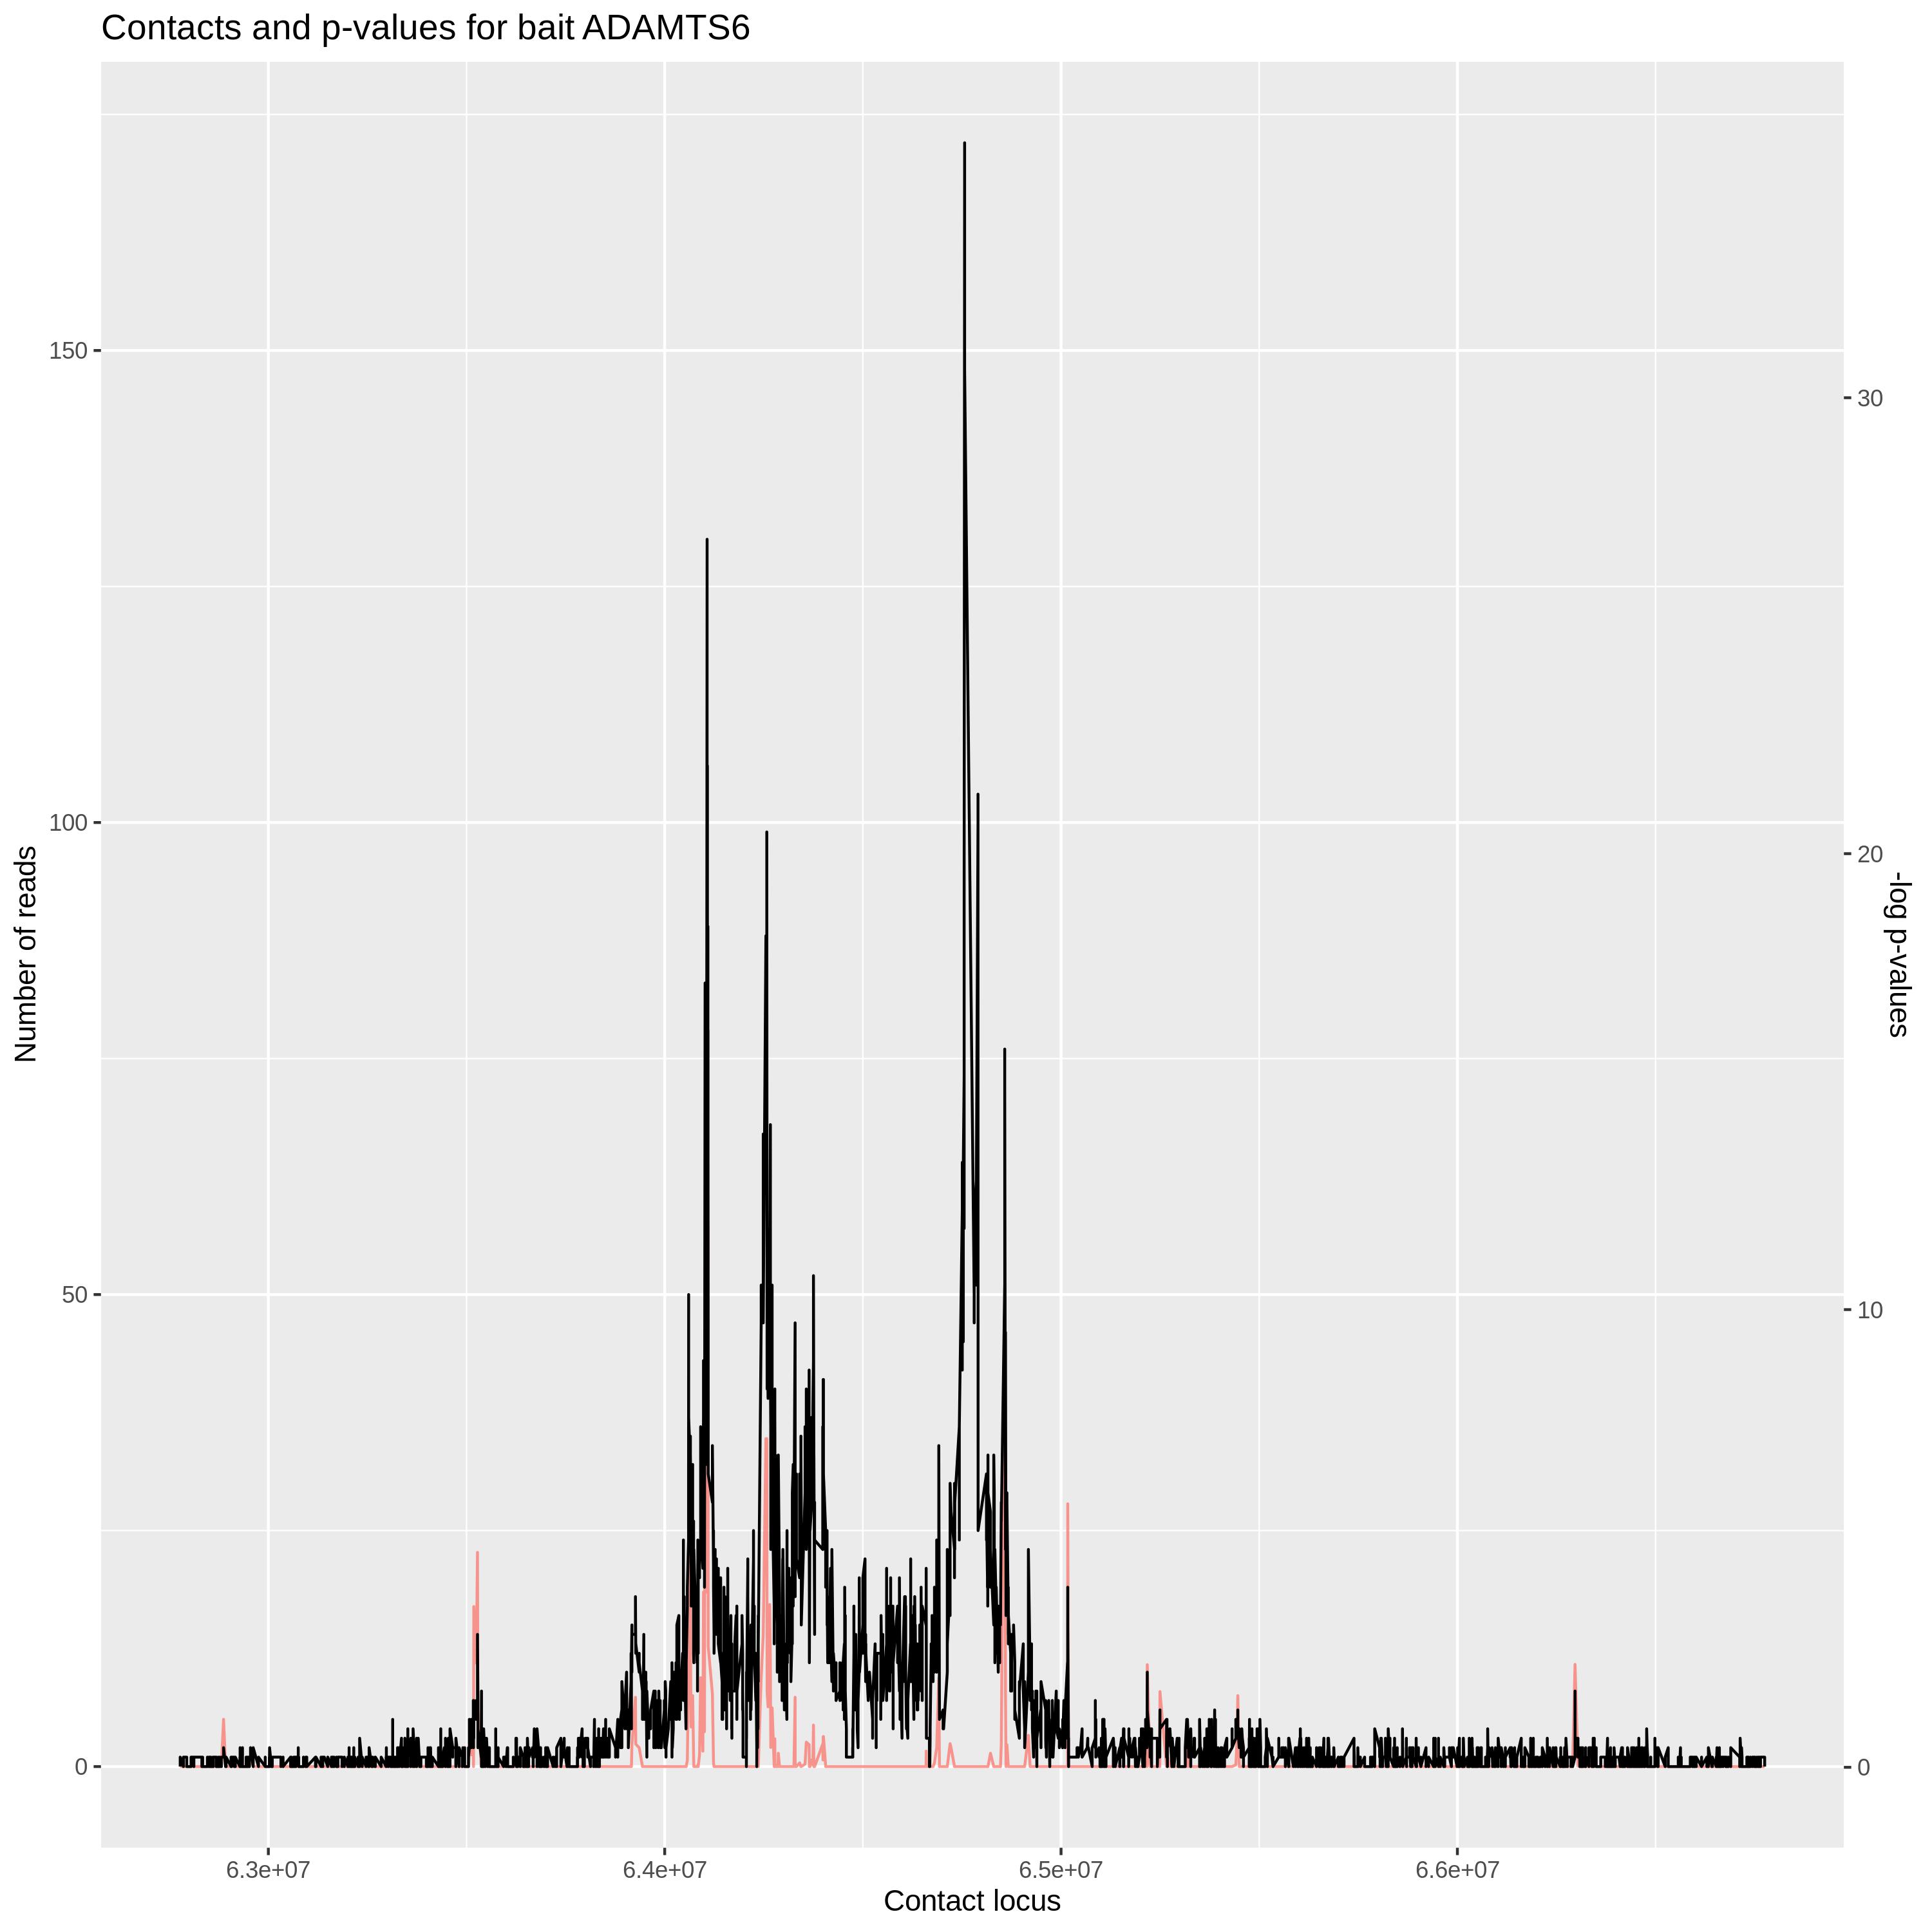 Contacts and p-values for bait ADAMTS6
Number of reads
150
100
50
0
30
20
10
0
-log p-values
6.3e+07
6.4e+07
6.5e+07
6.6e+07
Contact locus